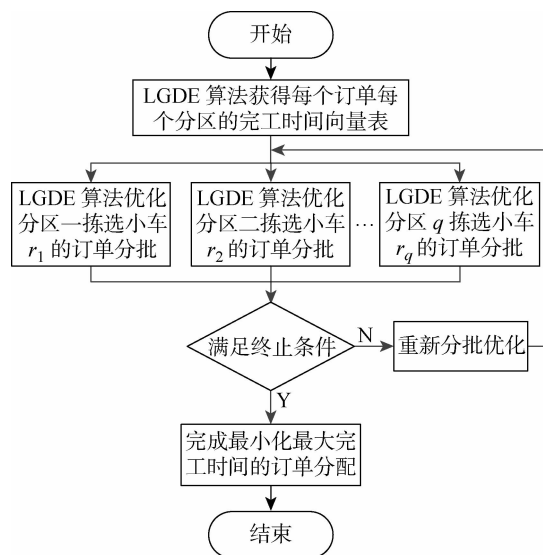 开始
LGDE 算法获得每个订单每
个分区的完工时间向量表
LGDE 算法优化
分区一拣选小车
r₁ 的订单分批
LGDE 算法优化
分区二拣选小车
r₂ 的订单分批
…
LGDE 算法优化
分区 q 拣选小车
r_q 的订单分批
满足终止条件
N
重新分批优化
Y
完成最小化最大完
工时间的订单分配
结束